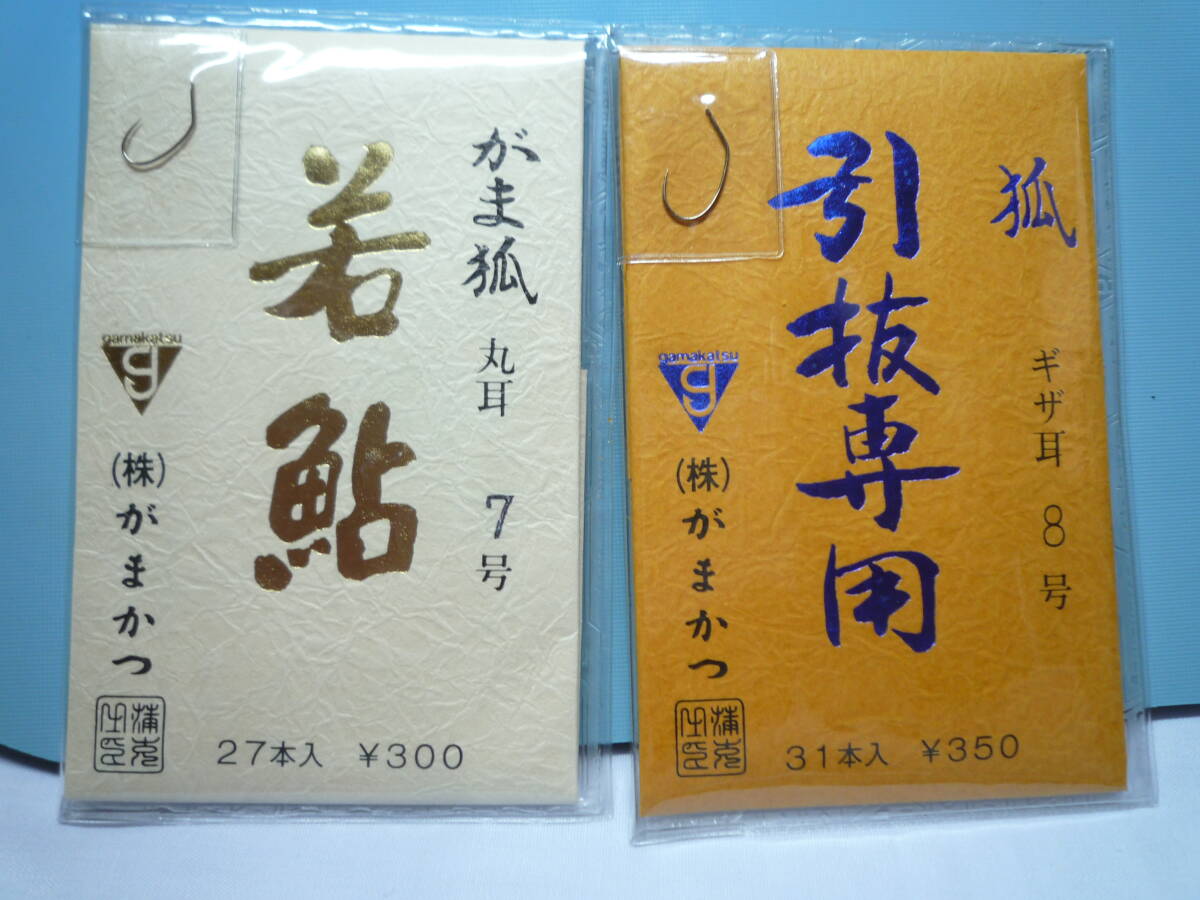 がま狐 丸耳 7号
若鮎
gamakatsu
(株)がまかつ
27本入 ¥300
狐 ギザ耳 8号
引抜専用
gamakatsu
(株)がまかつ
31本入 ¥350